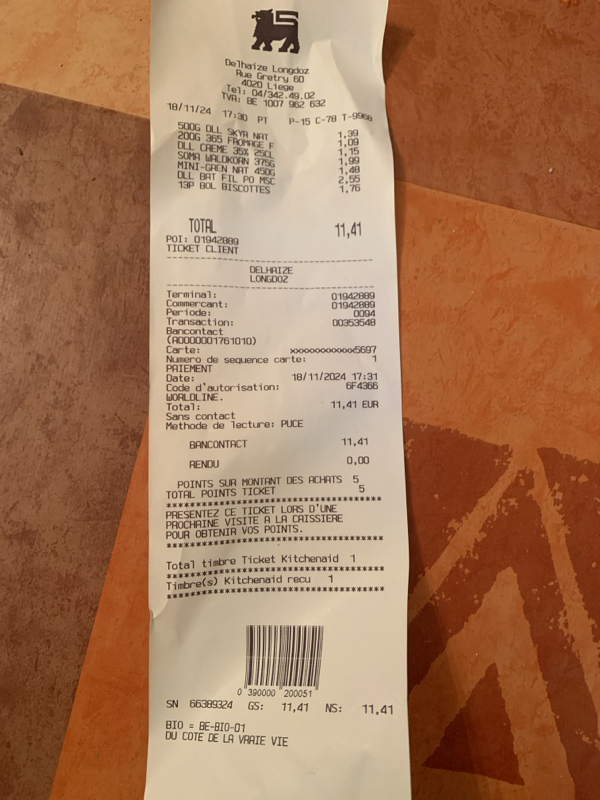 Delhaize Longdoz
Rue Gretry 60
4020 Liege
Tel: 04/342.49.02
TVA: BE 1007 962 632
18/11/24 17:30 PT P-15 C-78 T-9968
500G DLL SKYR NAT 1,39
200G 365 FROMAGE F 1,09
DLL CREME 35% 25CL 1,15
SOMA WALDKORN 375G 1,99
MINI-GREN NAT 450G 1,48
DLL BAT FIL PO MSC 2,55
13P BOL BISCOTTES 1,76
TOTAL 11,41
POI: 01942889
TICKET CLIENT
DELHAIZE
LONGDOZ
Terminal: 01942889
Commercant: 01942889
Periode: 0094
Transaction: 00353548
Bancontact
(A0000001761010)
Carte: xxxxxxxxxxxx5697
Numero de sequence carte: 1
PAIEMENT
Date: 18/11/2024 17:31
Code d'autorisation: 6F4366
WORLDLINE.
Total: 11,41 EUR
Sans contact
Methode de lecture: PUCE
BANCONTACT 11,41
RENDU 0,00
POINTS SUR MONTANT DES ACHATS 5
TOTAL POINTS TICKET 5
****************************************
PRESENTEZ CE TICKET LORS D'UNE
PROCHAINE VISITE A LA CAISSIERE
POUR OBTENIR VOS POINTS.
****************************************
Total timbre Ticket Kitchenaid 1
****************************************
Timbre(s) Kitchenaid recu 1
****************************************
0 390000 200051
SN 66389324 GS: 11,41 NS: 11,41
BIO = BE-BIO-01
DU COTE DE LA VRAIE VIE